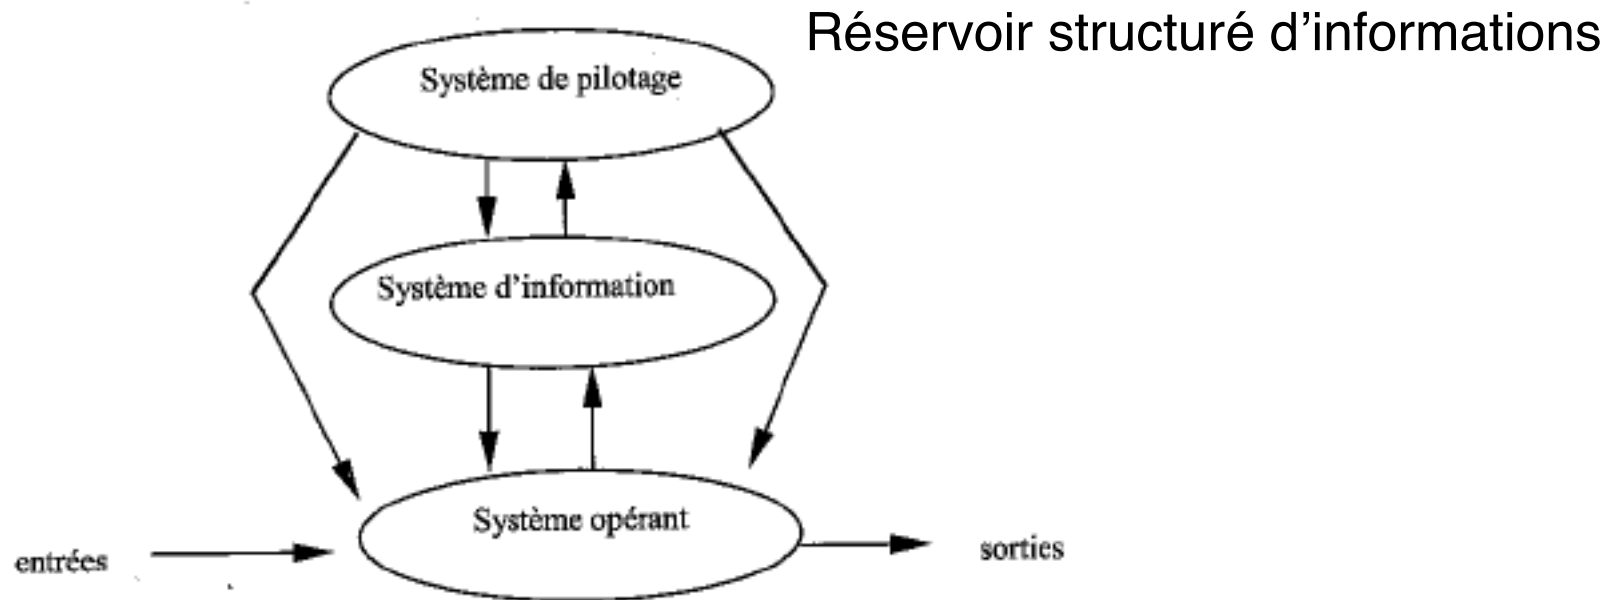 Réservoir structuré d’informations
Système de pilotage
Système d’information
Système opérant
entrées
sorties